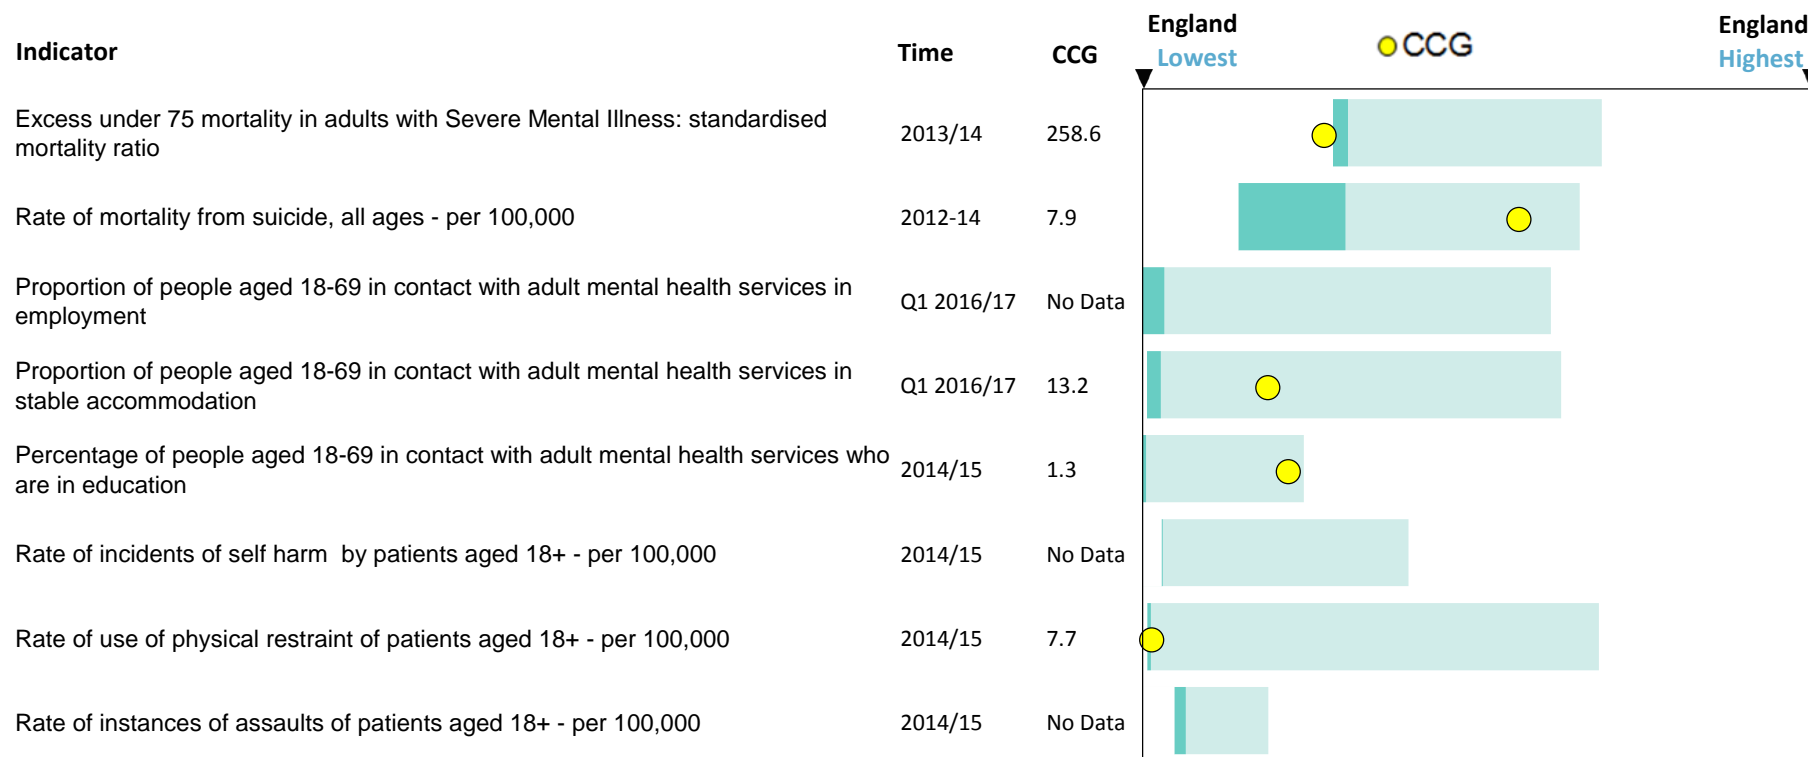 England
England
Indicator
Time
CCG
Lowest
CCG
Highest
Excess under 75 mortality in adults with Severe Mental Illness: standardised
mortality ratio
2013/14
258.6
Rate of mortality from suicide, all ages - per 100,000
2012-14
7.9
Proportion of people aged 18-69 in contact with adult mental health services in
employment
Q1 2016/17
No Data
Proportion of people aged 18-69 in contact with adult mental health services in
stable accommodation
Q1 2016/17
13.2
Percentage of people aged 18-69 in contact with adult mental health services who
are in education
2014/15
1.3
Rate of incidents of self harm  by patients aged 18+ - per 100,000
2014/15
No Data
Rate of use of physical restraint of patients aged 18+ - per 100,000
2014/15
7.7
Rate of instances of assaults of patients aged 18+ - per 100,000
2014/15
No Data